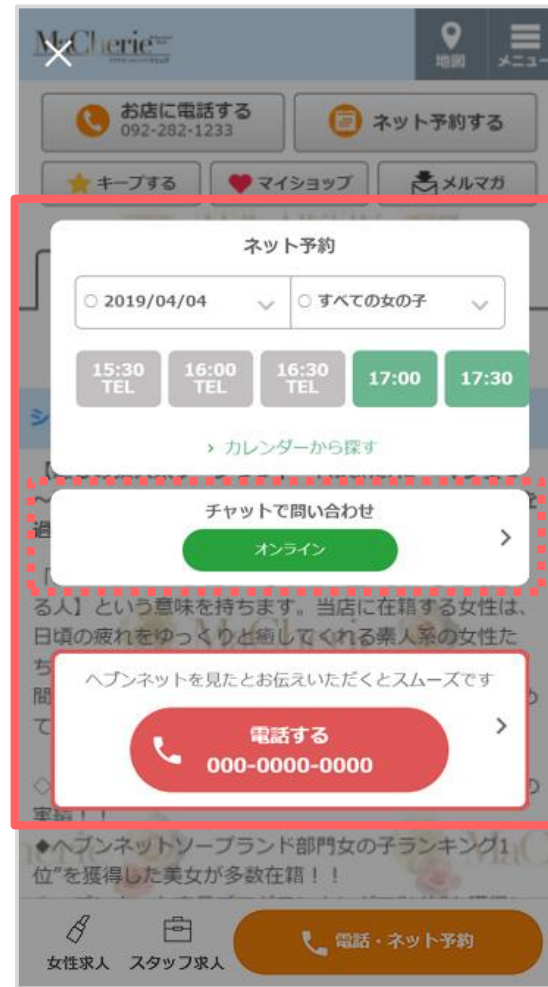 MaCherie
地図
メニュー
お店に電話する
092-282-1233
ネット予約する
キープする
マイショップ
メルマガ
ネット予約
2019/04/04
すべての女の子
15:30
TEL
16:00
TEL
16:30
TEL
17:00
17:30
カレンダーから探す
チャットで問い合わせ
オンライン
る人】という意味を持ちます。当店に在籍する女性は、
日頃の疲れをゆっくりと癒してくれる素人系の女性た
ち
間
て
ヘブンネットを見たとお伝えいただくとスムーズです
電話する
000-0000-0000
実績！！
◆ヘブンネットソープランド部門女の子ランキング1
位”を獲得した美女が多数在籍！！
女性求人
スタッフ求人
電話・ネット予約